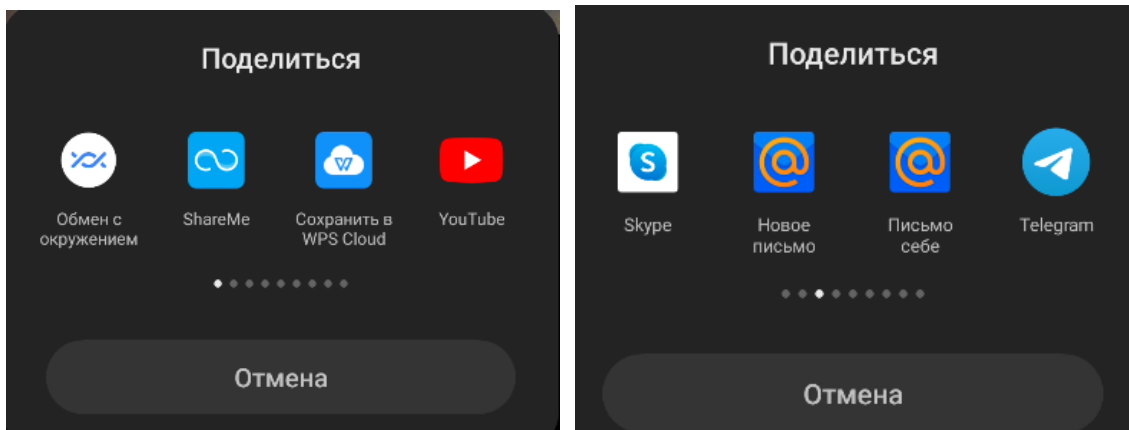 Поделиться
Обмен с
окружением
ShareMe
Сохранить в
WPS Cloud
YouTube
Отмена
Поделиться
Skype
Новое
письмо
Письмо
себе
Telegram
Отмена